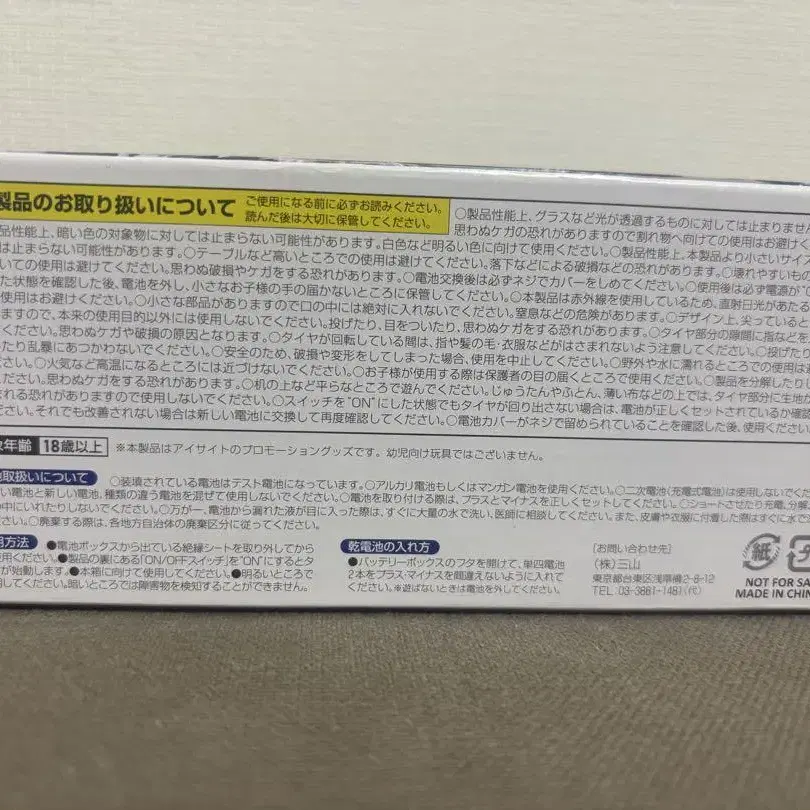 製品のお取り扱いについて
ご使用になる前に必ずお読みください。
読んだ後は大切に保管してください。
品性能上、暗い色の対象物に対しては止まらない可能性があります。白色など明るい色に向けて使用ください。○製品性能上、本製品より小さいサイズ
は止まらない可能性があります。○テーブルなど高いところでの使用は避けてください。落下などによる破損などの恐れがあります。○壊れやすいもの
○製品性能上、グラスなど光が透過するものに対しては止まりません
思わぬケガの恐れがありますので割れ物へ向けての使用はお避けく
いての使用は避けてください。思わぬ破損やケガをする恐れがあります。○電池交換後は必ずネジでカバーをしめてください。○使用後は必ず電源が"O
た状態を確認した後、電池を外し、小さなお子様の手の届かないところに保管してください。○本製品は赤外線を使用しているため、直射日光があたる
使用はお避けください。○小さな部品がありますので口の中には絶対に入れないでください。窒息などの危険があります。○デザイン上、尖っているとこ
ますので、本来の使用目的以外には使用しないでください。投げたり、目をついたり、思わぬケガをする恐れがあります。○タイヤ部分の隙間に指などを
。思わぬケガや破損の原因となります。○タイヤが回転している間は、指や髪の毛・衣服などがはさまれないよう注意してください。○投げたり
たり乱暴にあつかわないでください。○安全のため、破損や変形をしてしまった場合、使用を中止してください。○野外や水に濡れるところでの使用は
。○火気など高温になるところには近づけないでください。○お子様が使用する際は保護者の目の届くところで使用ください。○製品を分解したり
思わぬケガをする恐れがあります。○机の上など平らなところで遊んでください。じゅうたんやふとん、薄い布などの上では、タイヤ部分に生地が
まれる恐れがありますので使用しないでください。○スイッチを"ON"にした状態でもタイヤが回り出さない場合は、電池が正しくセットされているか確認
さい。それでも改善されない場合は新しい電池に交換して再度確認してください。○電池カバーがネジで留められていることを確認した後、使用くださ
象年齢 18歳以上 ※本製品はアイサイトのプロモーショングッズです。幼児向け玩具ではございません。
池取扱いについて ○装填されている電池はテスト電池になっています。○アルカリ電池もしくはマンガン電池を使用ください。○二次電池(充電式電池)は使用しないでくだ
い電池と新しい電池、種類の違う電池を混ぜて使用しないでください。○電池を取り付ける際は、プラスとマイナスを正しくセットしてください。○ショートさせたり充電、分解、
中にいれたりしないでください。○万が一、電池から漏れた液が目に入った際は、すぐに大量の水で洗い、医師に相談してください。また、皮膚や衣服に付着した際はすぐに水で
○廃棄する際は、各地方自治体の廃棄区分に従ってください。
用方法
●電池ボックスから出ている絶縁シートを取り外してから
使用ください。●製品の裏にある「ON/OFFスイッチ」を"ON"にするとタ
が始動します。●本箱に向けて使用してください。●明るいところで
用してください。暗いところでは障害物を検知することができません。
乾電池の入れ方
●バッテリーボックスのフタを開けて、単四電池
2本をプラス・マイナスを間違えないように入れて
ください。※遊ばないときは電池を外してください。
[お問い合わせ先]
(株)三山
東京都台東区浅草橋2-8-12
TEL 03-3861-1481(代)
紙
プラ
NOT FOR SA
MADE IN CHIN